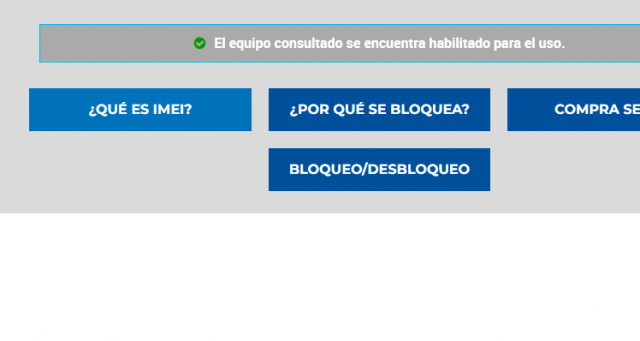 El equipo consultado se encuentra habilitado para el uso.
¿QUÉ ES IMEI?
¿POR QUÉ SE BLOQUEA?
COMPRA SE
BLOQUEO/DESBLOQUEO